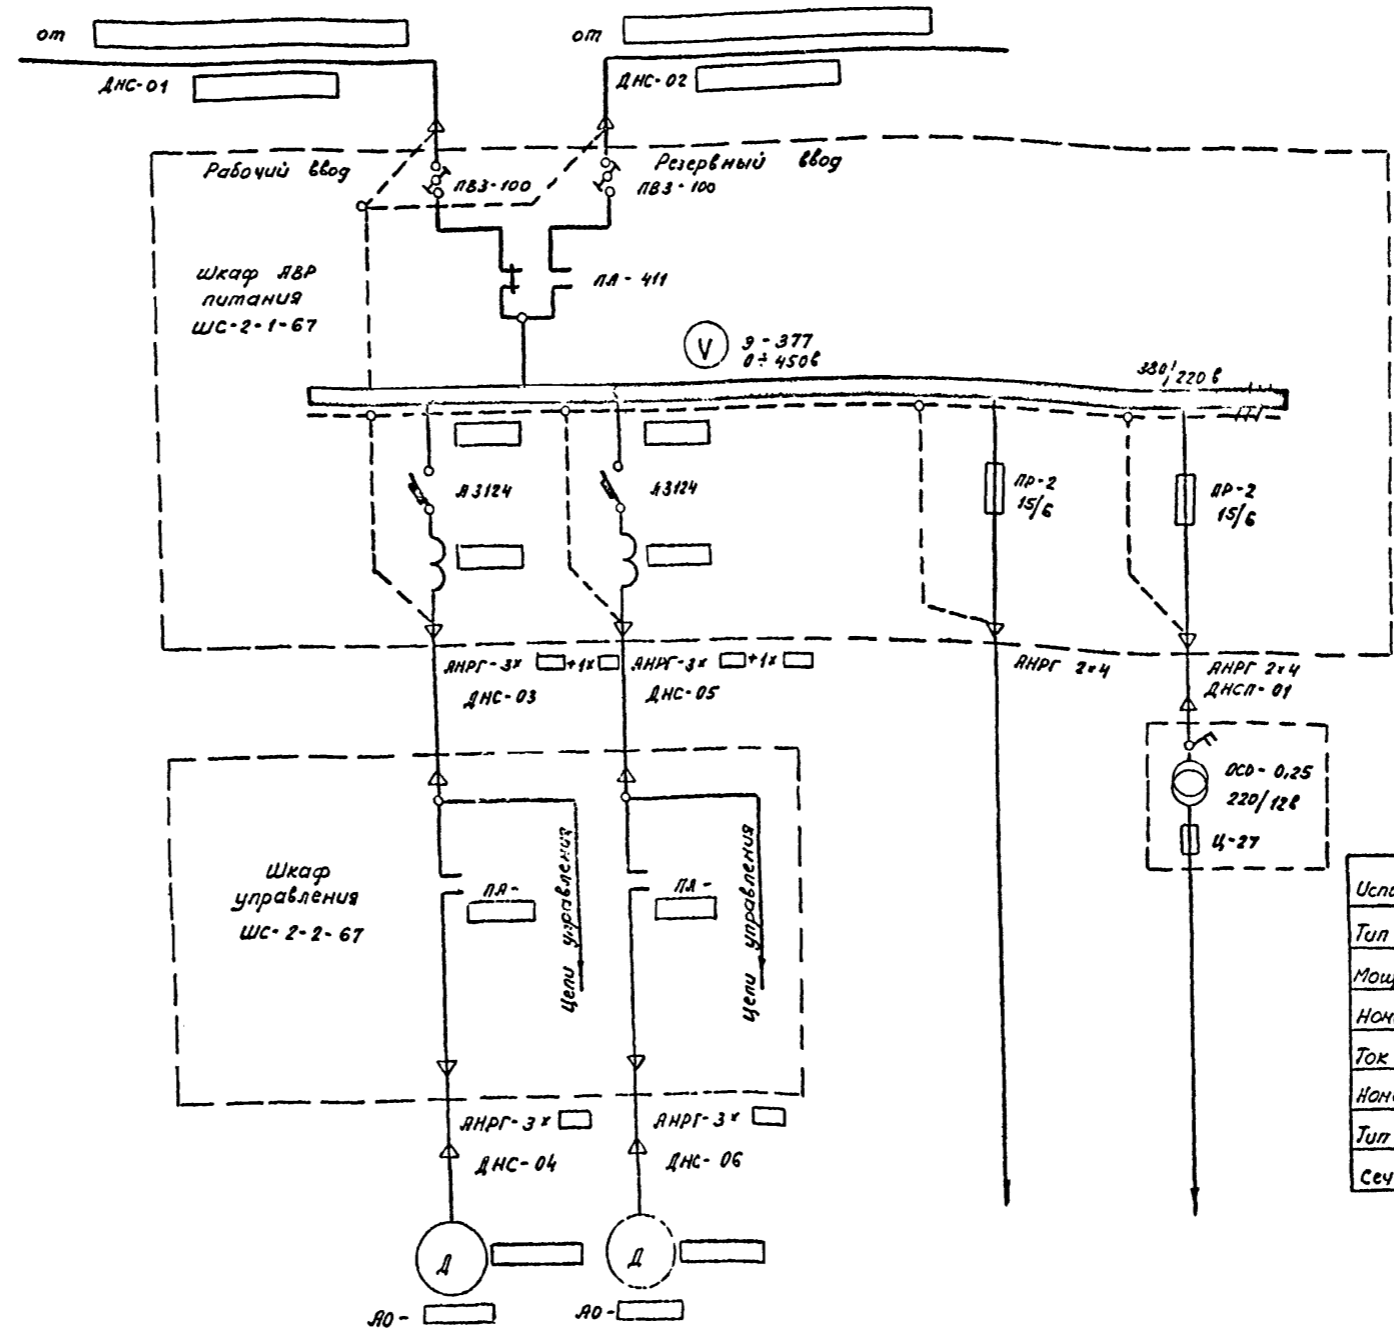 от
от
ДНС-01
ДНС-02
Рабочий ввод
Резервный ввод
ПВЗ-100
ПВЗ-100
Шкаф АВР
питания
ШС-2-1-67
ПА-411
V
Э-377
0÷450в
380/220в
А3124
А3124
ПР-2
15/6
ПР-2
15/6
АНРГ-3х +1х
АНРГ-3х +1х
АНРГ 2х4
АНРГ 2х4
ДНС-03
ДНС-05
ДНСП-01
ОСО-0,25
220/12в
Ц-27
Шкаф
управления
ШС-2-2-67
ПА-
Цепи управления
ПА-
Цепи управления
Тип
Ток
Тип
АНРГ-3х
АНРГ-3х
ДНС-04
ДНС-06
Д
Д
АО-
АО-